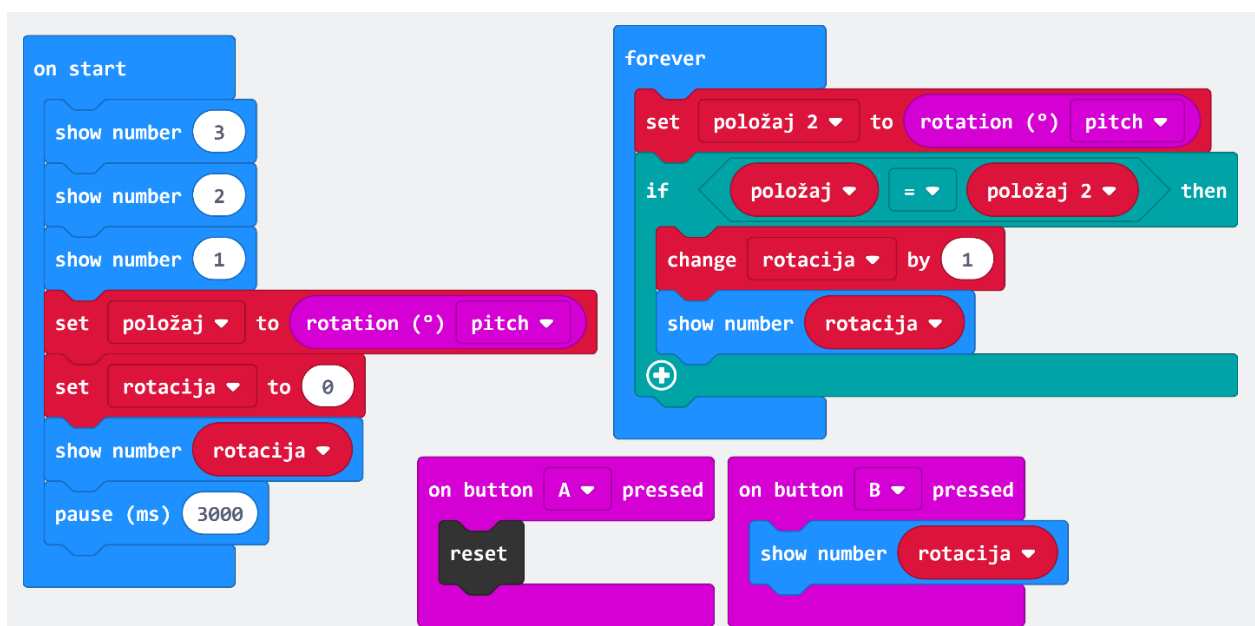 on start
show number 3
show number 2
show number 1
set položaj to rotation (º) pitch
set rotacija to 0
show number rotacija
pause (ms) 3000
forever
set položaj 2 to rotation (º) pitch
if položaj = položaj 2 then
change rotacija by 1
show number rotacija
on button A pressed
reset
on button B pressed
show number rotacija